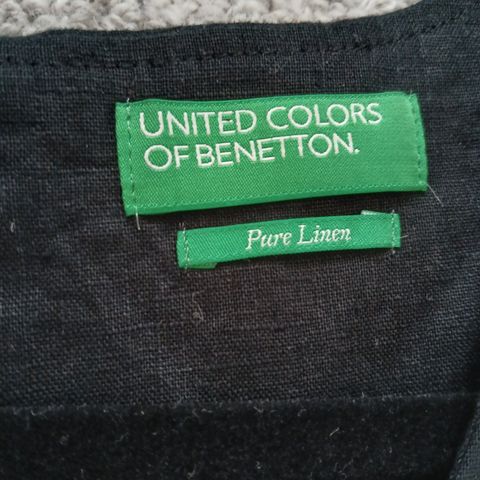 UNITED COLORS
OF BENETTON.
Pure Linen